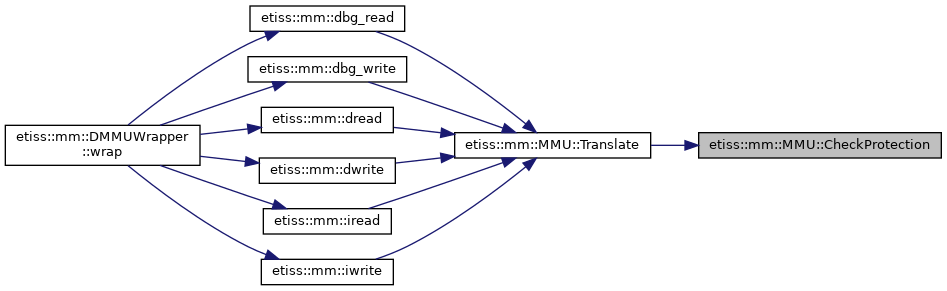 etiss::mm::dbg_read
etiss::mm::dbg_write
etiss::mm::DMMUWrapper
::wrap
etiss::mm::dread
etiss::mm::dwrite
etiss::mm::iread
etiss::mm::iwrite
etiss::mm::MMU::Translate
etiss::mm::MMU::CheckProtection